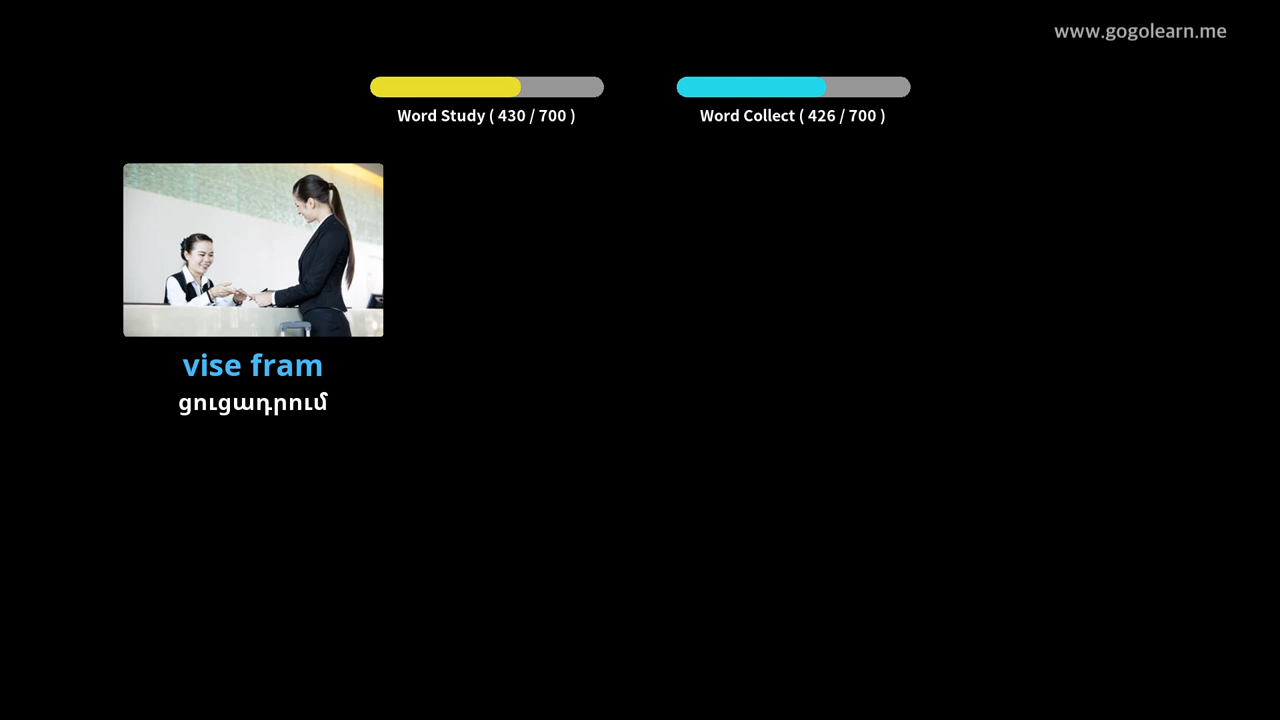 www.gogolearn.me
Word Study ( 430 / 700 )
Word Collect ( 426 / 700 )
vise fram
ցուցադրում